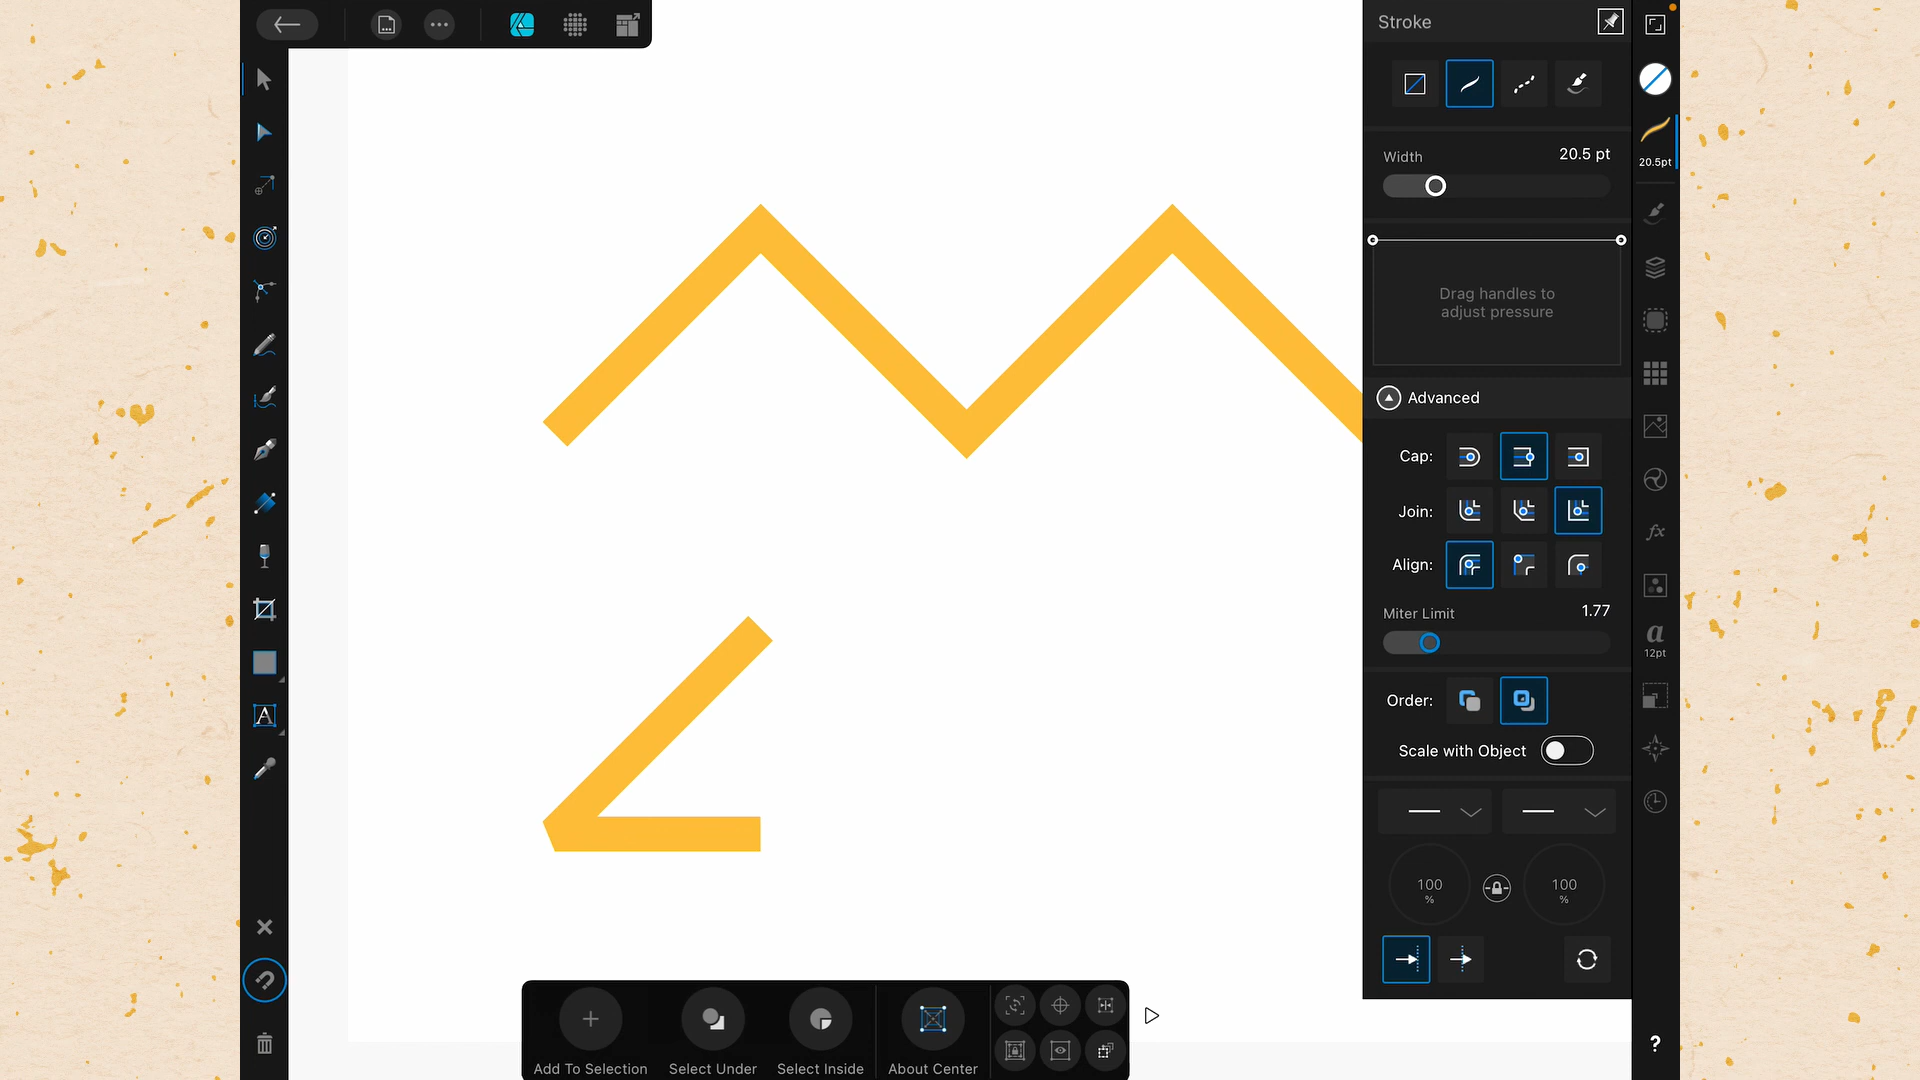 Stroke
Width
20.5 pt
20.5pt
Drag handles to
adjust pressure
Advanced
Cap:
Join:
Align:
Miter Limit
1.77
12pt
Order:
Scale with Object
100
%
100
%
Add To Selection
Select Under
Select Inside
About Center